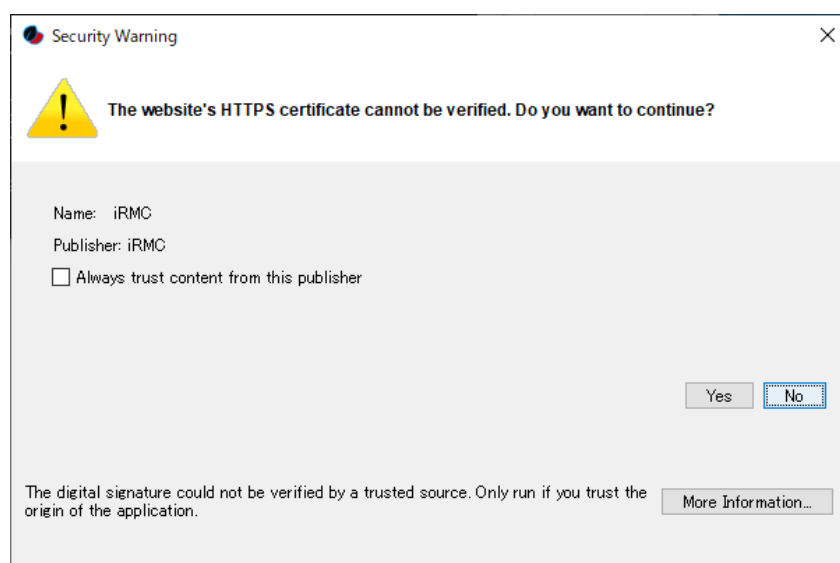 Security Warning
The website's HTTPS certificate cannot be verified. Do you want to continue?
Name: iRMC
Publisher: iRMC
Always trust content from this publisher
Yes No
The digital signature could not be verified by a trusted source. Only run if you trust the
origin of the application.
More Information...